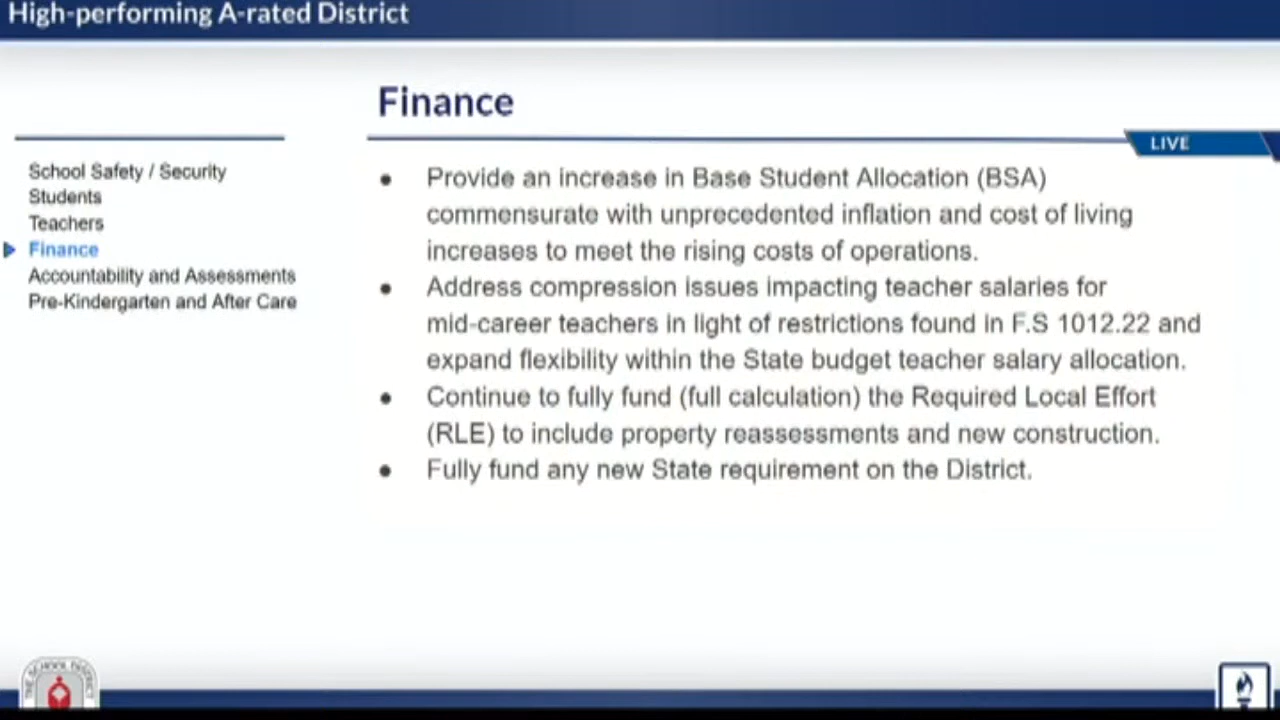 High-performing A-rated District
Finance
LIVE
School Safety / Security
Students
Teachers
Finance
Accountability and Assessments
Pre-Kindergarten and After Care
● Provide an increase in Base Student Allocation (BSA)
commensurate with unprecedented inflation and cost of living
increases to meet the rising costs of operations.
● Address compression issues impacting teacher salaries for
mid-career teachers in light of restrictions found in F.S 1012.22 and
expand flexibility within the State budget teacher salary allocation.
● Continue to fully fund (full calculation) the Required Local Effort
(RLE) to include property reassessments and new construction.
● Fully fund any new State requirement on the District.
THE SCHOOL DISTRICT